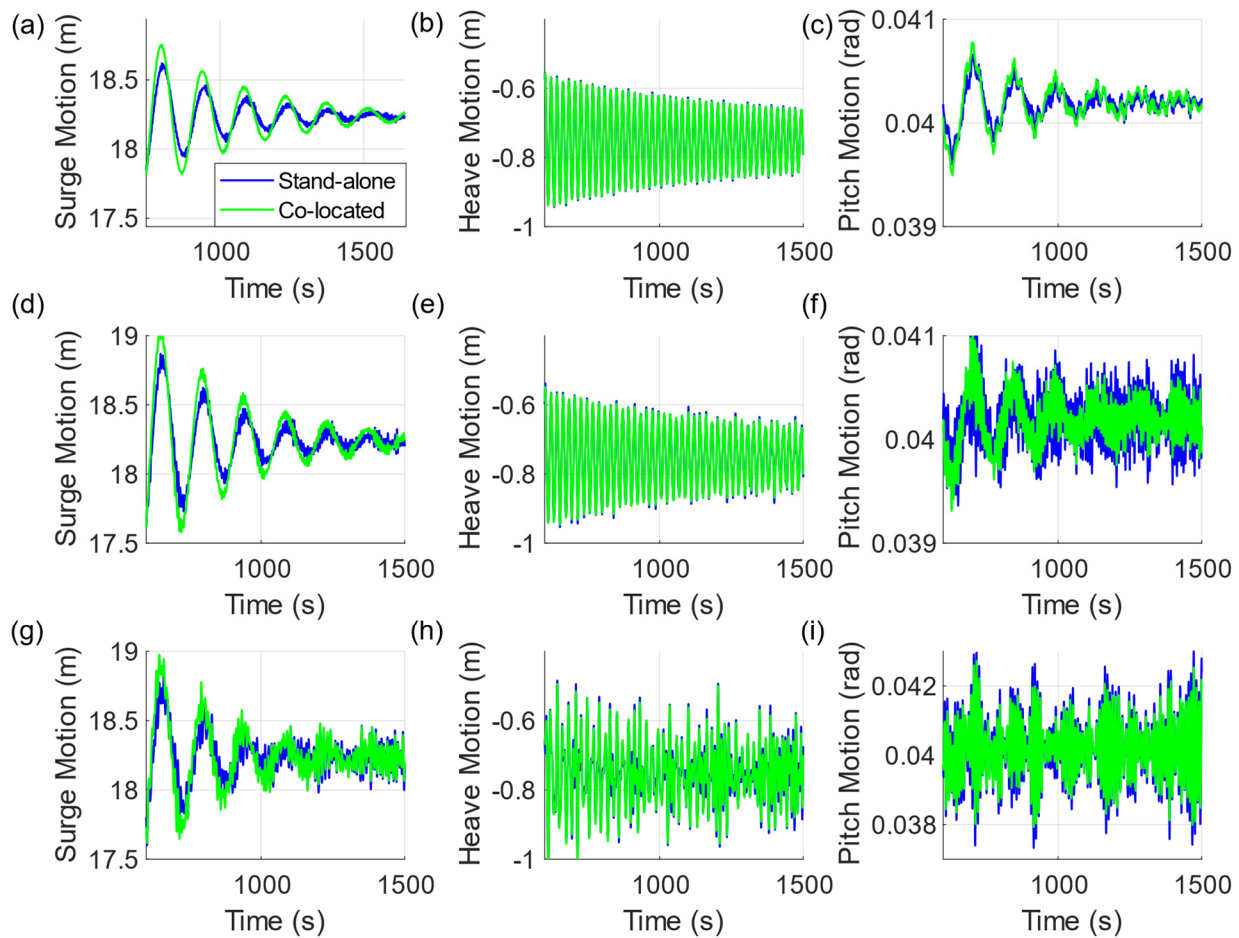 (a)
Surge Motion (m)
18.5
18
17.5
1000
1500
Time (s)
Stand-alone
Co-located
(b)
Heave Motion (m)
-0.6
-0.8
-1
1000
1500
Time (s)
(c)
Pitch Motion (rad)
0.041
0.04
0.039
1000
1500
Time (s)
(d)
Surge Motion (m)
19
18.5
18
17.5
1000
1500
Time (s)
(e)
Heave Motion (m)
-0.6
-0.8
-1
1000
1500
Time (s)
(f)
Pitch Motion (rad)
0.041
0.04
0.039
1000
1500
Time (s)
(g)
Surge Motion (m)
19
18.5
18
17.5
1000
1500
Time (s)
(h)
Heave Motion (m)
-0.6
-0.8
-1
1000
1500
Time (s)
(i)
Pitch Motion (rad)
0.042
0.04
0.038
1000
1500
Time (s)